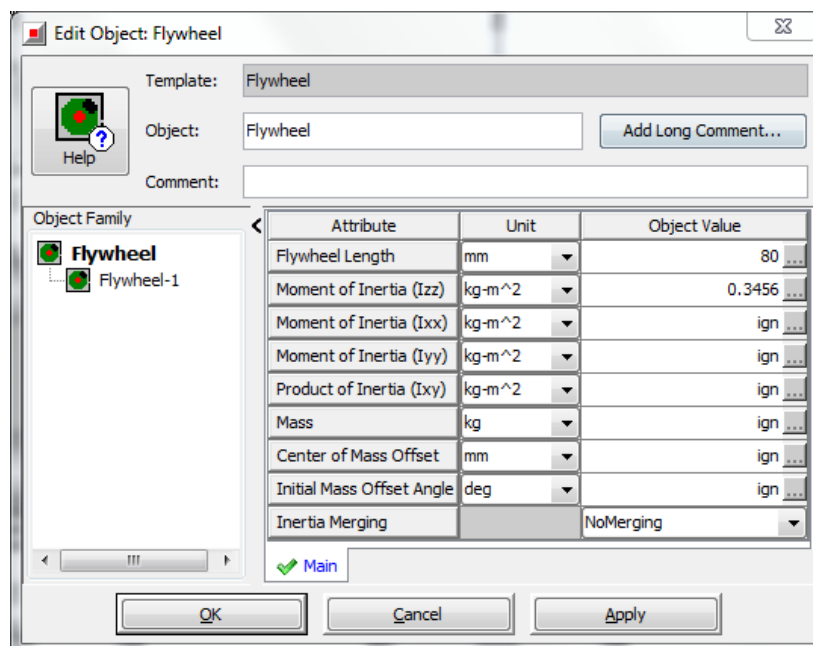 Edit Object: Flywheel
Template: Flywheel
Help
?
Object: Flywheel Add Long Comment...
Comment:
Object Family
Flywheel
Flywheel-1
Attribute Unit Object Value
Flywheel Length mm 80 ...
Moment of Inertia (Izz) kg-m^2 0.3456 ...
Moment of Inertia (Ixx) kg-m^2 ign ...
Moment of Inertia (Iyy) kg-m^2 ign ...
Product of Inertia (Ixy) kg-m^2 ign ...
Mass kg ign ...
Center of Mass Offset mm ign ...
Initial Mass Offset Angle deg ign ...
Inertia Merging NoMerging
Main
OK Cancel Apply